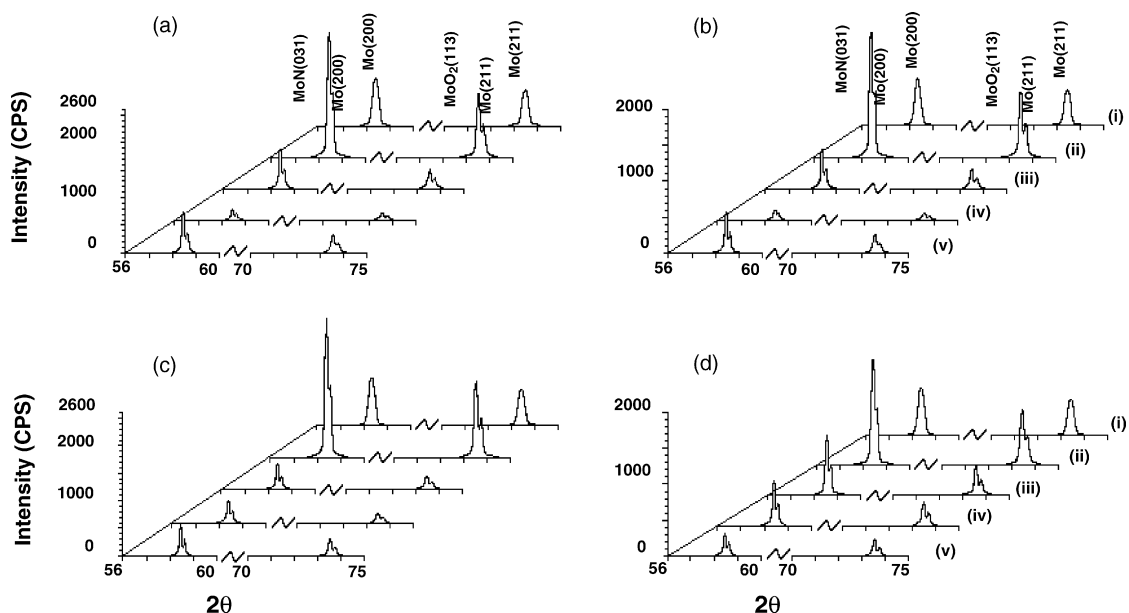 (a)
MoN(031)
Mo(200)
Mo(200)
MoO2(113)
Mo(211)
Mo(211)
Intensity (CPS)
2600
2000
1000
0
56
60
70
75
(b)
MoN(031)
Mo(200)
Mo(200)
MoO2(113)
Mo(211)
Mo(211)
2000
1000
0
56
60
70
75
(i)
(ii)
(iii)
(iv)
(v)
(c)
Intensity (CPS)
2600
2000
1000
0
56
60
70
75
2θ
(d)
2000
1000
0
56
60
70
75
2θ
(i)
(ii)
(iii)
(iv)
(v)